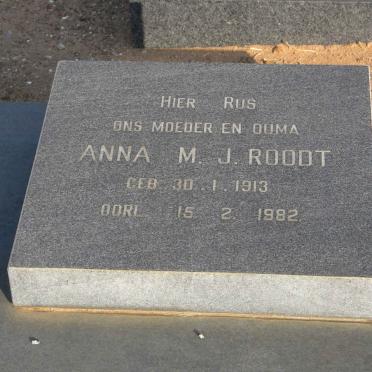 HIER RUS
ONS MOEDER EN OUMA
ANNA M. J. ROODT
GEB. 30. 1. 1913
OORL. 15. 2. 1982